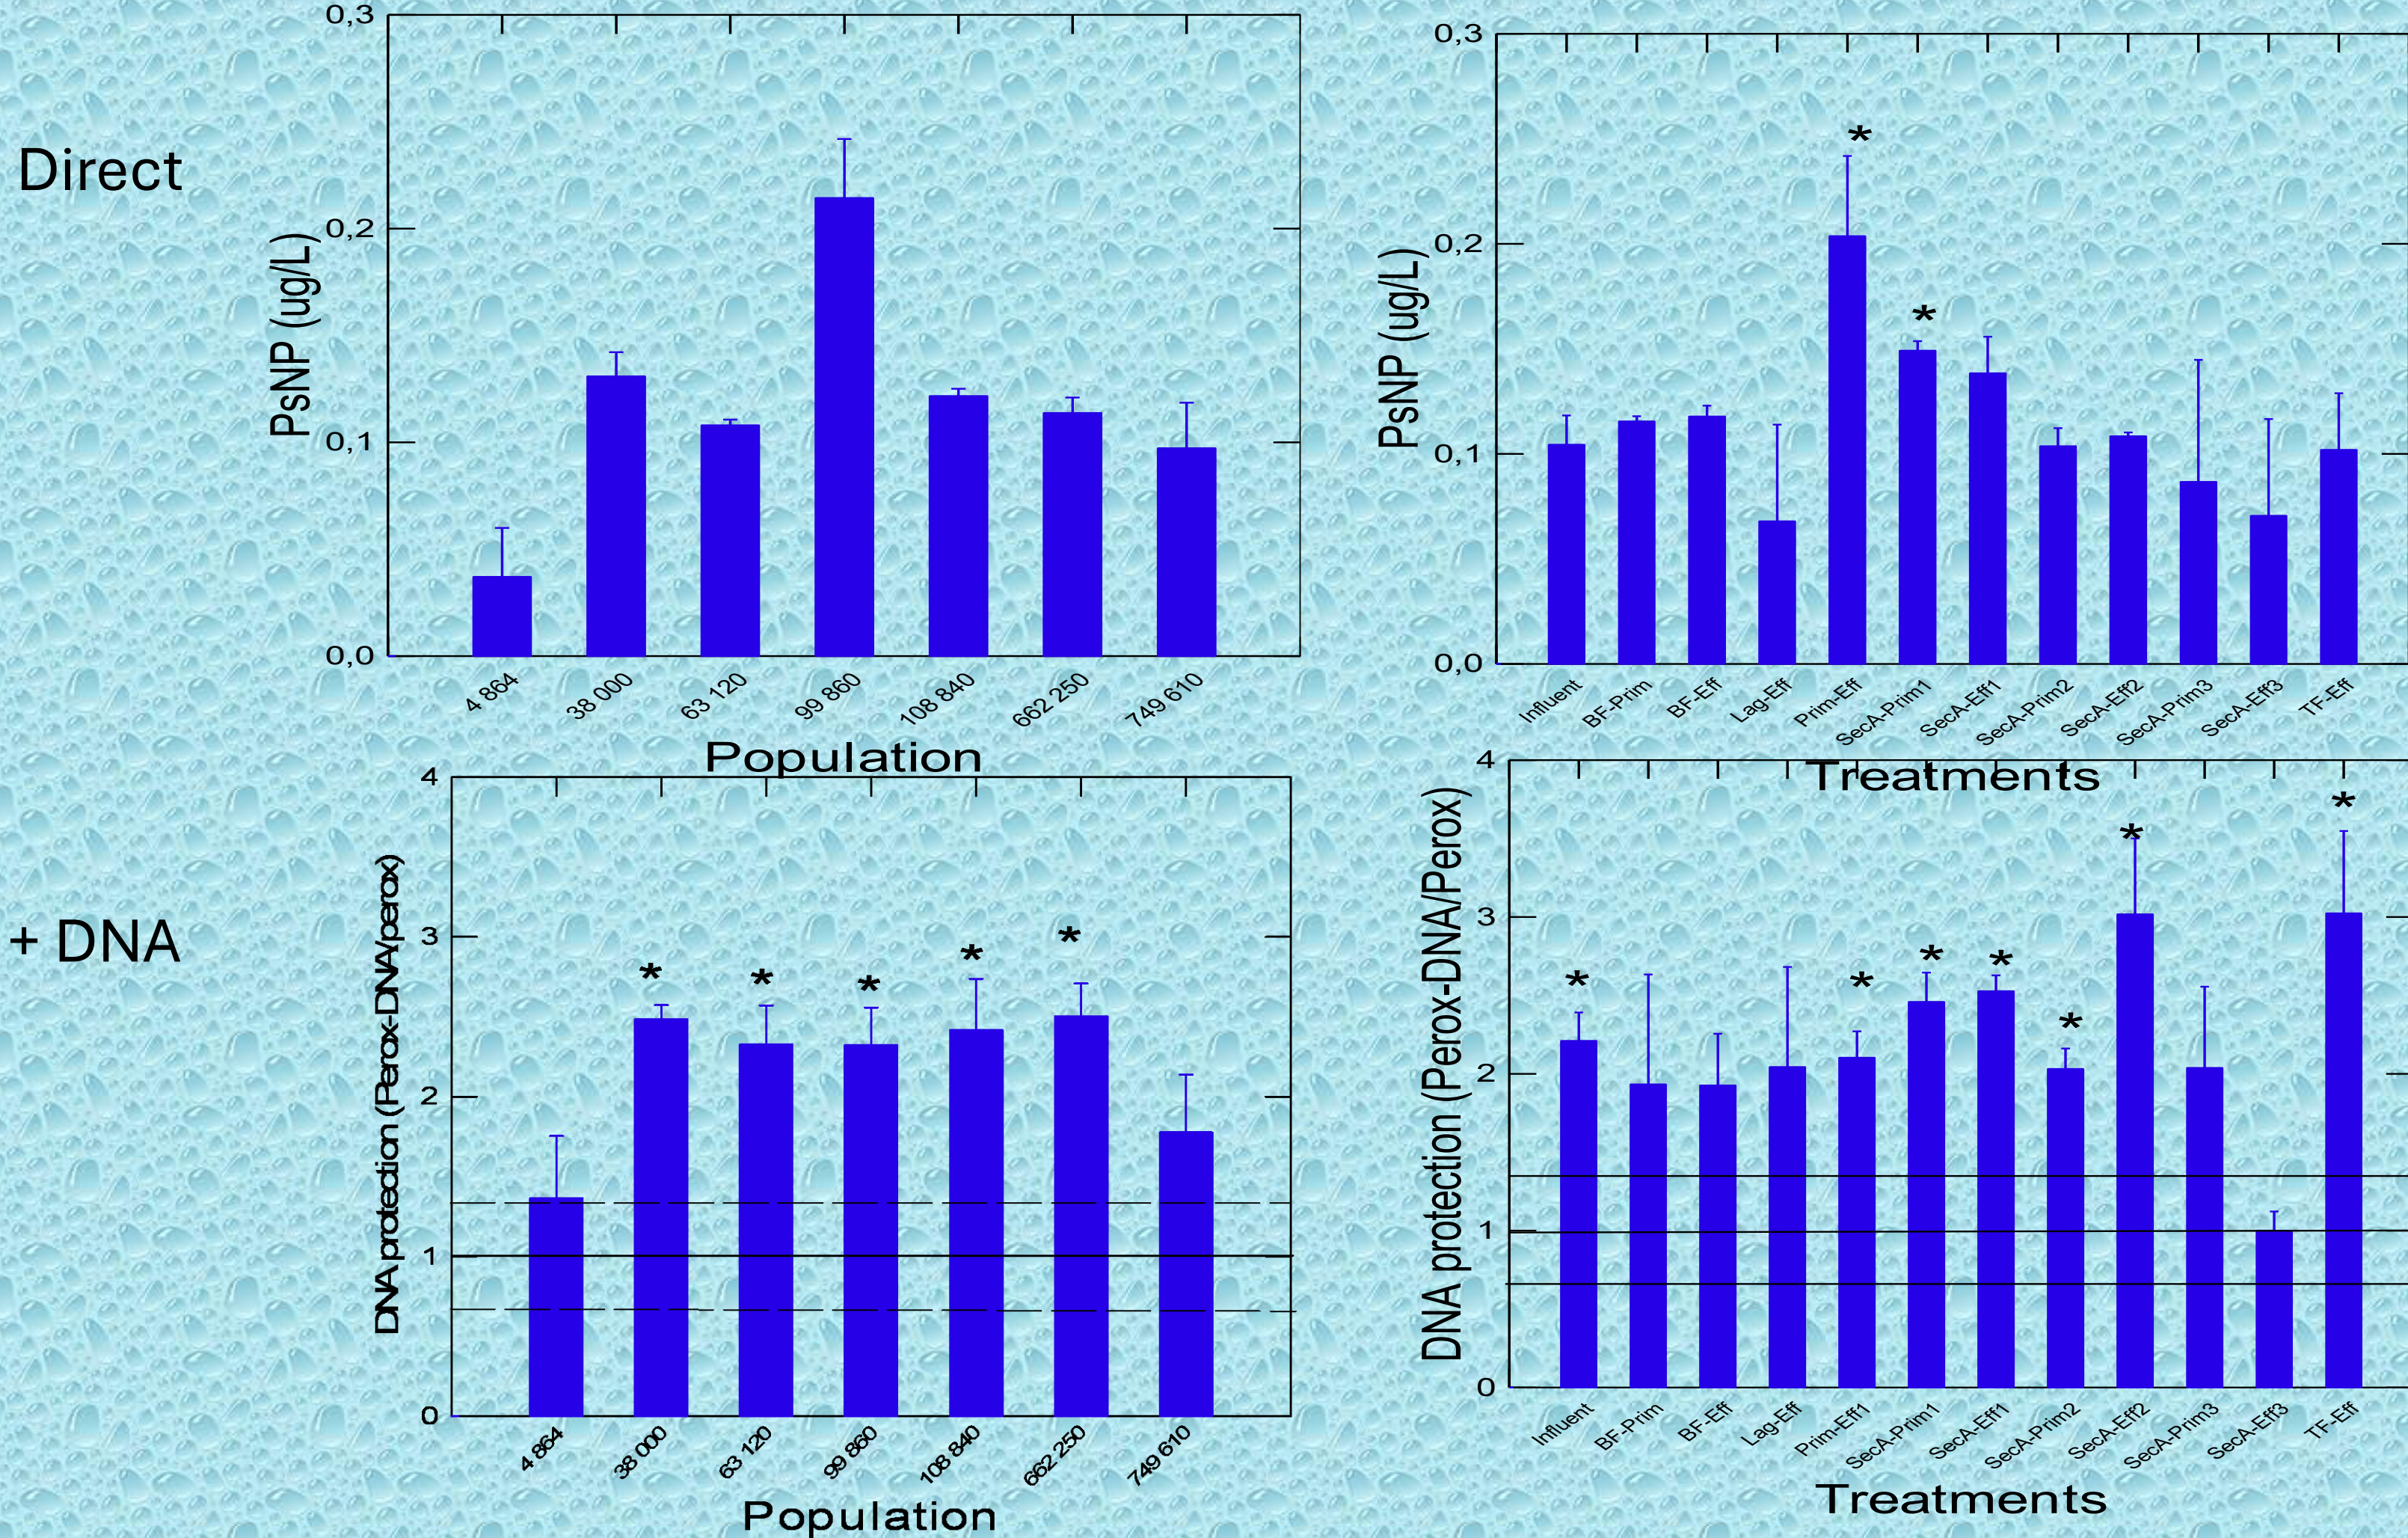 Direct
PsNP (ug/L)
0,3
0,2
0,1
0,0
4 864
38 000
63 120
99 860
108 840
662 250
749 610
Population
PsNP (ug/L)
0,3
0,2
0,1
0,0
*
*
Influent
BF-Prim
BF-Eff
Lag-Eff
Prim-Eff
SecA-Prim1
SecA-Eff1
SecA-Prim2
SecA-Eff2
SecA-Prim3
SecA-Eff3
TF-Eff
Treatments
+ DNA
DNA protection (Perox-DNA/perox)
4
3
2
1
0
*
*
*
*
*
4 864
38 000
63 120
99 860
108 840
662 250
749 610
Population
DNA protection (Perox-DNA/Perox)
4
3
2
1
0
*
*
*
*
*
*
*
Influent
BF-Prim
BF-Eff
Lag-Eff
Prim-Eff1
SecA-Prim1
SecA-Eff1
SecA-Prim2
SecA-Eff2
SecA-Prim3
SecA-Eff3
TF-Eff
Treatments